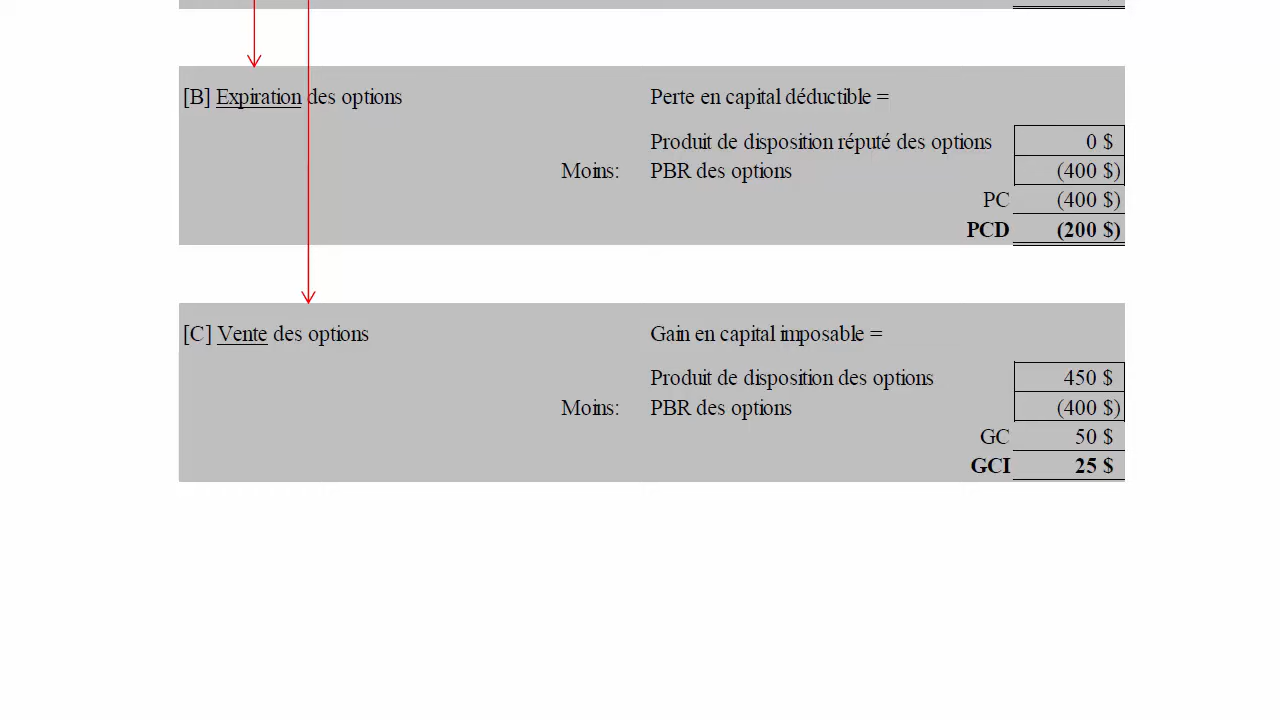 [B] Expiration des options Perte en capital déductible =
Produit de disposition réputé des options 0 $
Moins: PBR des options (400 $)
PC (400 $)
PCD (200 $)
[C] Vente des options Gain en capital imposable =
Produit de disposition des options 450 $
Moins: PBR des options (400 $)
GC 50 $
GCI 25 $